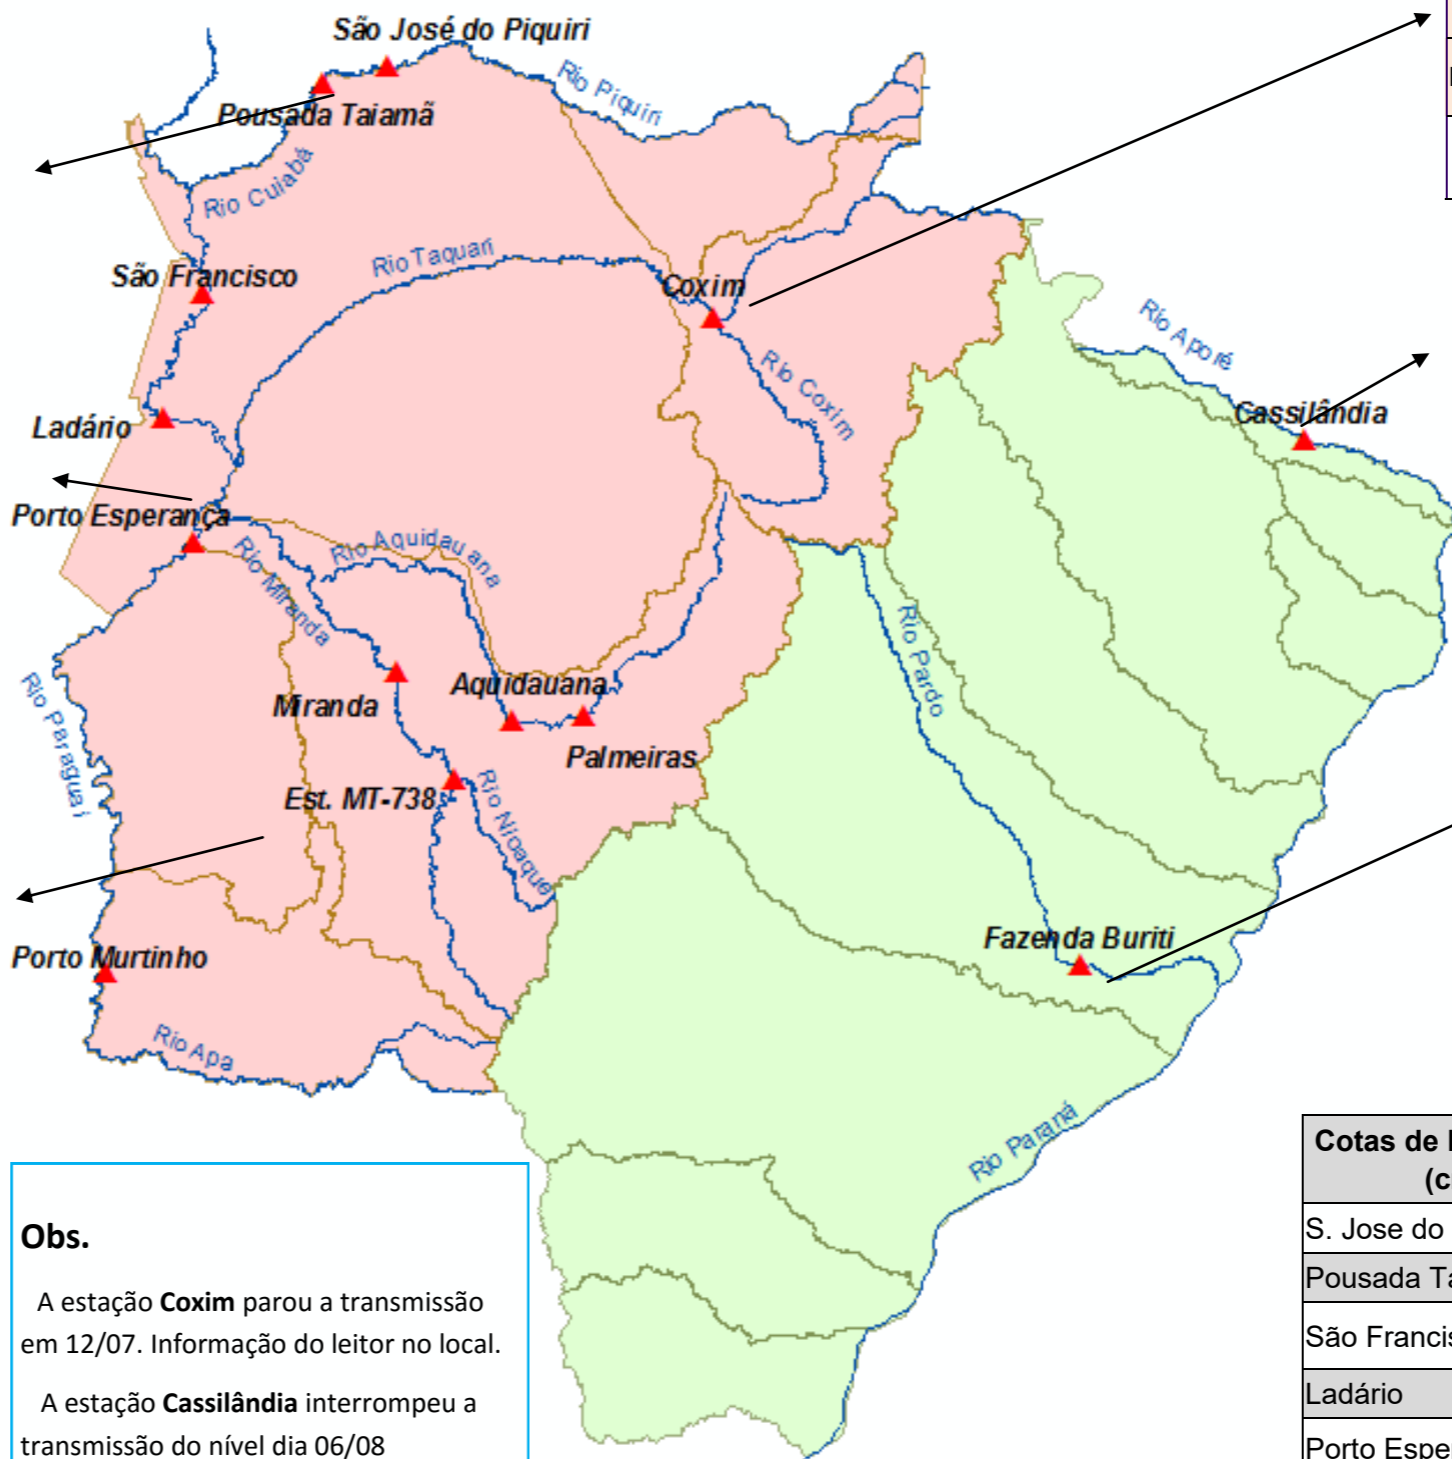 São José do Piquiri
Rio Piquiri
Pousada Taiamã
Rio Cuiabá
Rio Taquari
São Francisco
Coxim
Rio Aporé
Rio Coxim
Cassilândia
Ladário
Porto Esperança
Rio Aquidauana
Rio Miranda
Rio Pardo
Rio Paraguai
Aquidauana
Miranda
Palmeiras
Est. MT-738
Rio Nioaque
Fazenda Buriti
Porto Murtinho
Rio Apa
Rio Paraná
Obs.
A estação Coxim parou a transmissão
em 12/07. Informação do leitor no local.
A estação Cassilândia interrompeu a
transmissão do nível dia 06/08
Cotas de
S. Jose do
Pousada
São
Ladário
Porto